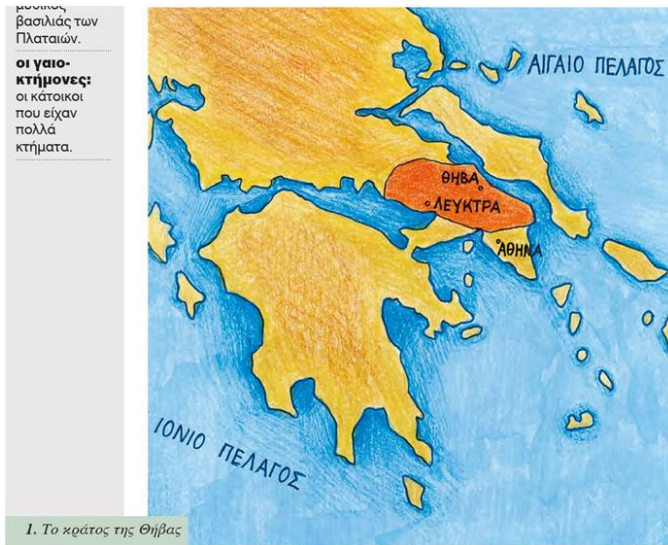 μυθικός
βασιλιάς των
Πλαταιών.
οι γαιο-
κτήμονες:
οι κάτοικοι
που είχαν
πολλά
κτήματα.
ΑΙΓΑΙΟ ΠΕΛΑΓΟΣ
ΘΗΒΑ
ΛΕΥΚΤΡΑ
ΑΘΗΝΑ
ΙΟΝΙΟ ΠΕΛΑΓΟΣ
1. Το κράτος της Θήβας